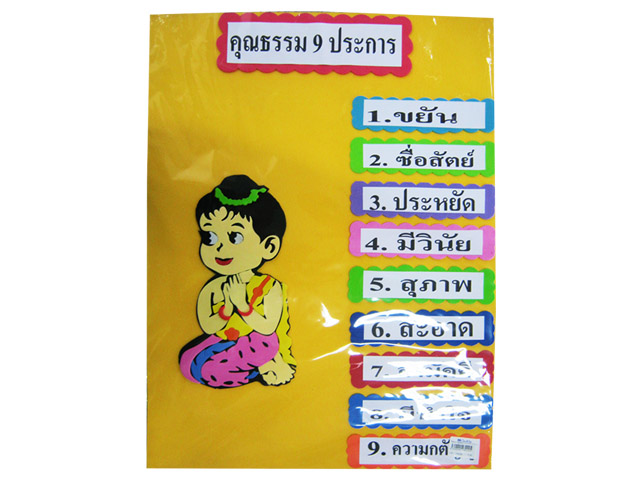 คุณธรรม 9 ประการ
1. ขยัน
2. ซื่อสัตย์
3. ประหยัด
4. มีวินัย
5. สุภาพ
6. สะอาด
7.
8.
9.